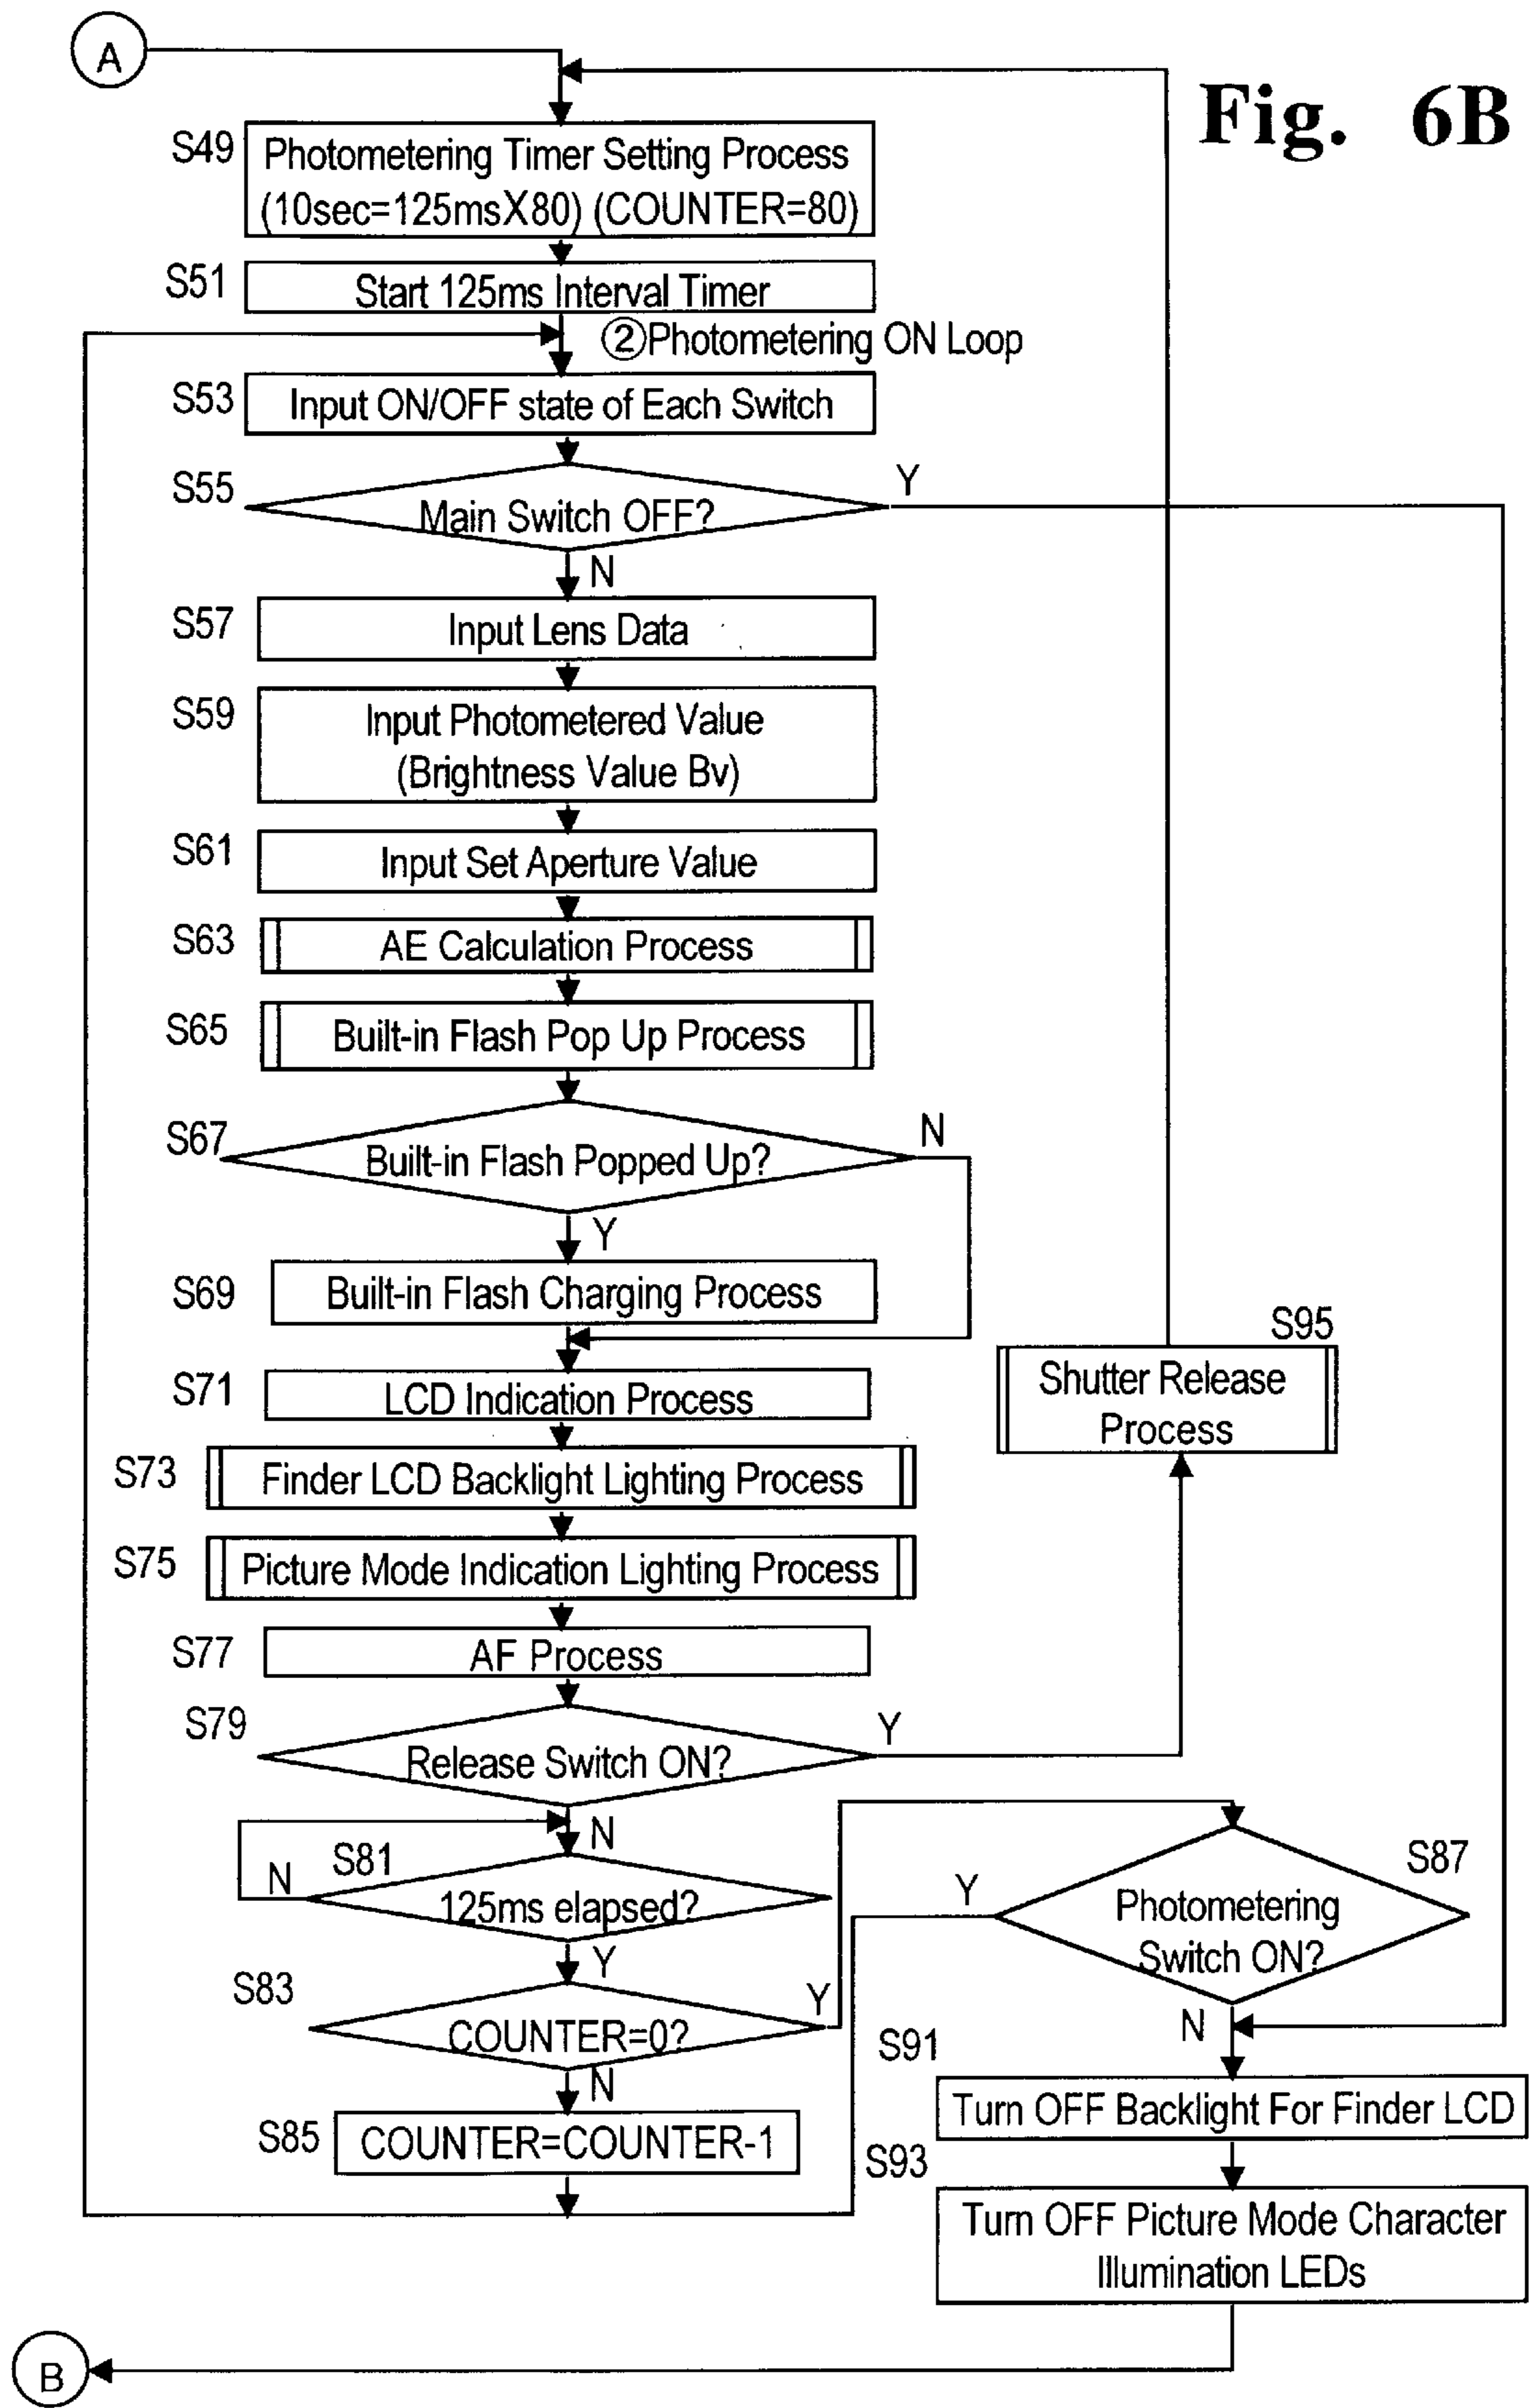 A
Fig. 6B
S49
Photometering Timer Setting Process
(10sec=125msX80) (COUNTER=80)
S51
Start 125ms Interval Timer
②Photometering ON Loop
S53
Input ON/OFF state of Each Switch
S55
Main Switch OFF?
Y
N
S57
Input Lens Data
S59
Input Photometered Value
(Brightness Value Bv)
S61
Input Set Aperture Value
S63
AE Calculation Process
S65
Built-in Flash Pop Up Process
S67
Built-in Flash Popped Up?
N
Y
S69
Built-in Flash Charging Process
S95
Shutter Release
Process
S71
LCD Indication Process
S73
Finder LCD Backlight Lighting Process
S75
Picture Mode Indication Lighting Process
S77
AF Process
S79
Release Switch ON?
Y
N
S81
N
125ms elapsed?
Y
S83
COUNTER=0?
Y
N
S85
COUNTER=COUNTER-1
S87
Photometering
Switch ON?
Y
N
S91
Turn OFF Backlight For Finder LCD
S93
Turn OFF Picture Mode Character
Illumination LEDs
B